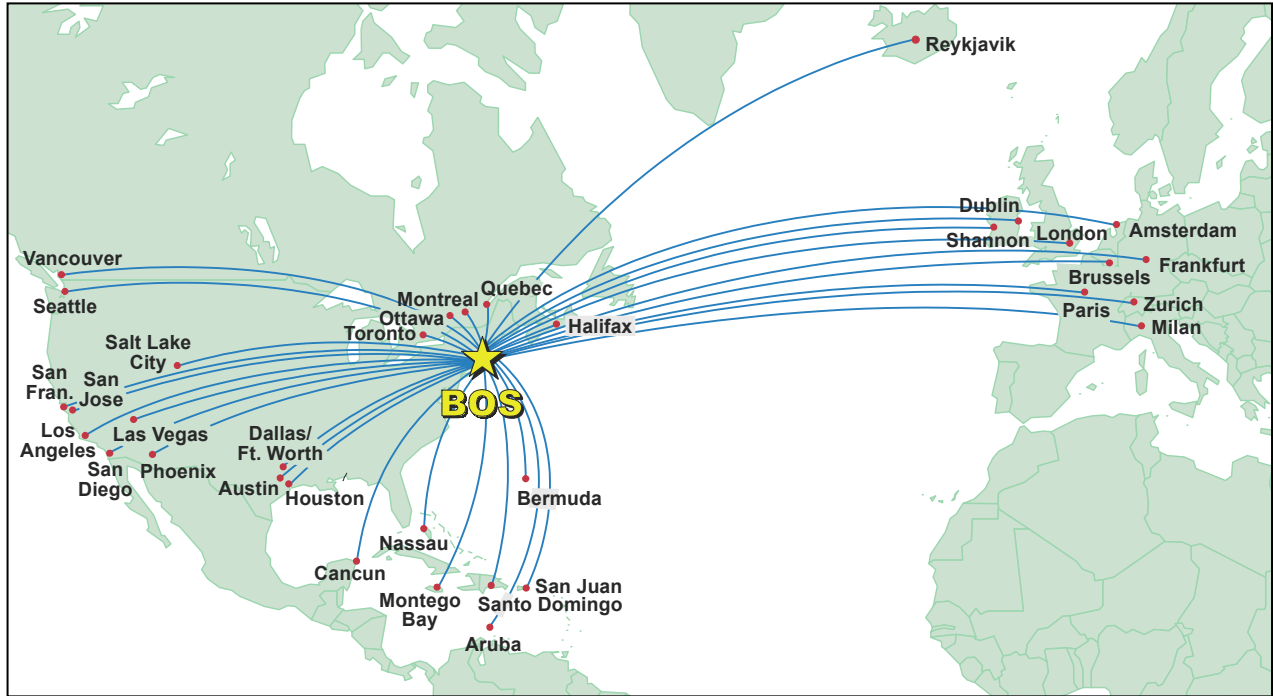 Reykjavik
Dublin
Shannon
London
Amsterdam
Brussels
Frankfurt
Paris
Zurich
Milan
Vancouver
Seattle
Montreal
Quebec
Ottawa
Toronto
Halifax
Salt Lake
City
San
Fran.
San
Jose
BOS
Los
Angeles
Las Vegas
San
Diego
Phoenix
Dallas/
Ft. Worth
Austin
Houston
Bermuda
Nassau
Cancun
Montego
Bay
San Juan
Santo Domingo
Aruba